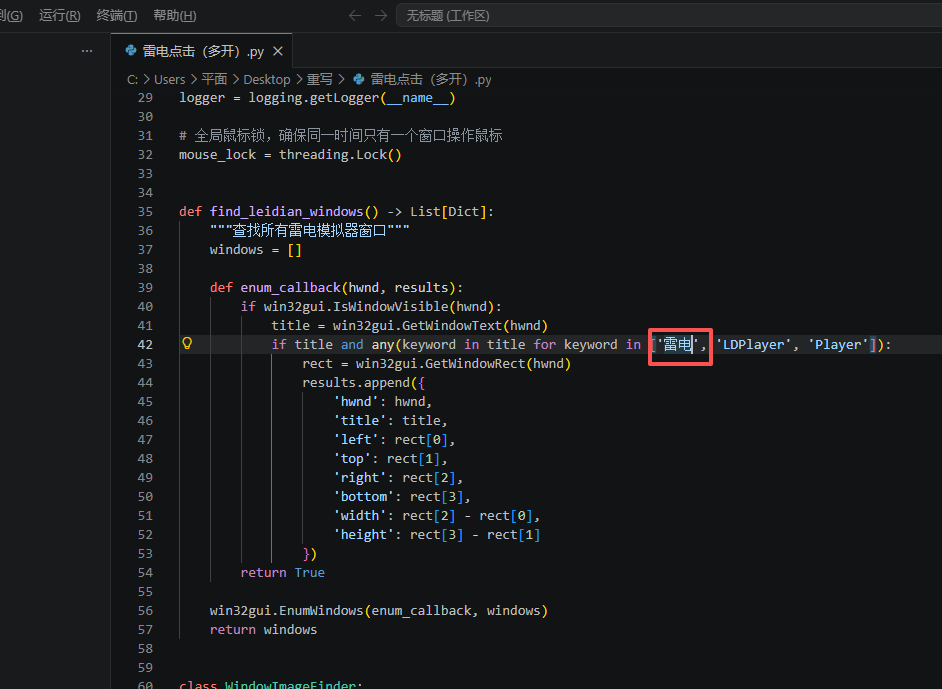 到(G) 运行(R) 终端(T) 帮助(H) ← → 无标题 (工作区)
··· 雷电点击（多开）.py ×
C: > Users > 平面 > Desktop > 重写 > 雷电点击（多开）.py
29 logger = logging.getLogger(__name__)
30
31 # 全局鼠标锁，确保同一时间只有一个窗口操作鼠标
32 mouse_lock = threading.Lock()
33
34
35 def find_leidian_windows() -> List[Dict]:
36     """查找所有雷电模拟器窗口"""
37     windows = []
38
39     def enum_callback(hwnd, results):
40         if win32gui.IsWindowVisible(hwnd):
41             title = win32gui.GetWindowText(hwnd)
42             if title and any(keyword in title for keyword in ['雷电', 'LDPlayer', 'Player']):
43                 rect = win32gui.GetWindowRect(hwnd)
44                 results.append({
45                     'hwnd': hwnd,
46                     'title': title,
47                     'left': rect[0],
48                     'top': rect[1],
49                     'right': rect[2],
50                     'bottom': rect[3],
51                     'width': rect[2] - rect[0],
52                     'height': rect[3] - rect[1]
53                 })
54         return True
55
56     win32gui.EnumWindows(enum_callback, windows)
57     return windows
58
59
60 class WindowImageFinder: